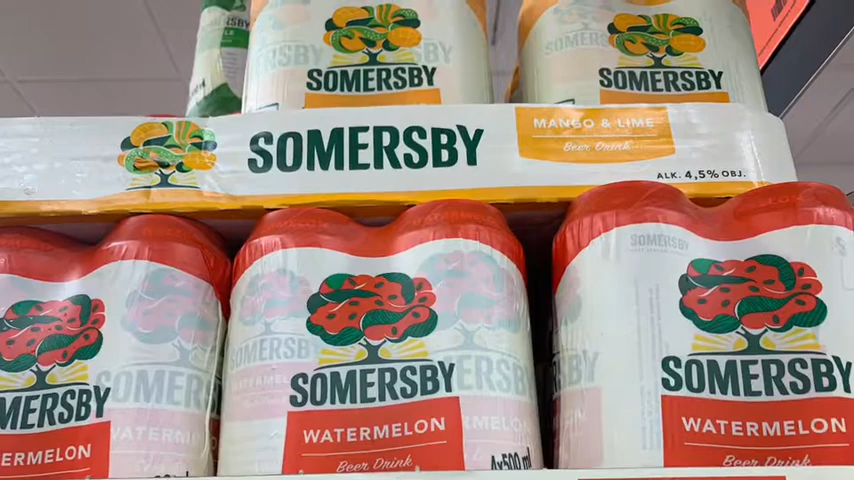 SOMERSBY
SOMERSBY
SOMERSBY
SOMERSBY
MANGO & LIME
Beer Drink
ALK. 4,5% OBJ.
SOMERSBY
SOMERSBY
WATERMELON
Beer Drink
4x500 ml
SOMERSBY
WATERMELON
Beer Drink
SOMERSBY
WATERMELON